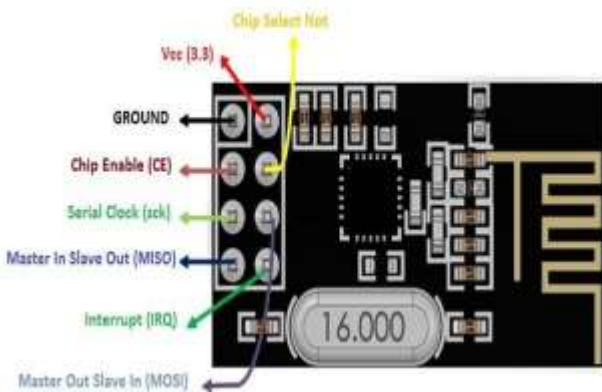 Chip Select Not
Vcc (3.3)
GROUND
Chip Enable (CE)
Serial Clock (sck)
Master In Slave Out (MISO)
Interrupt (IRQ)
16.000
Master Out Slave In (MOSI)